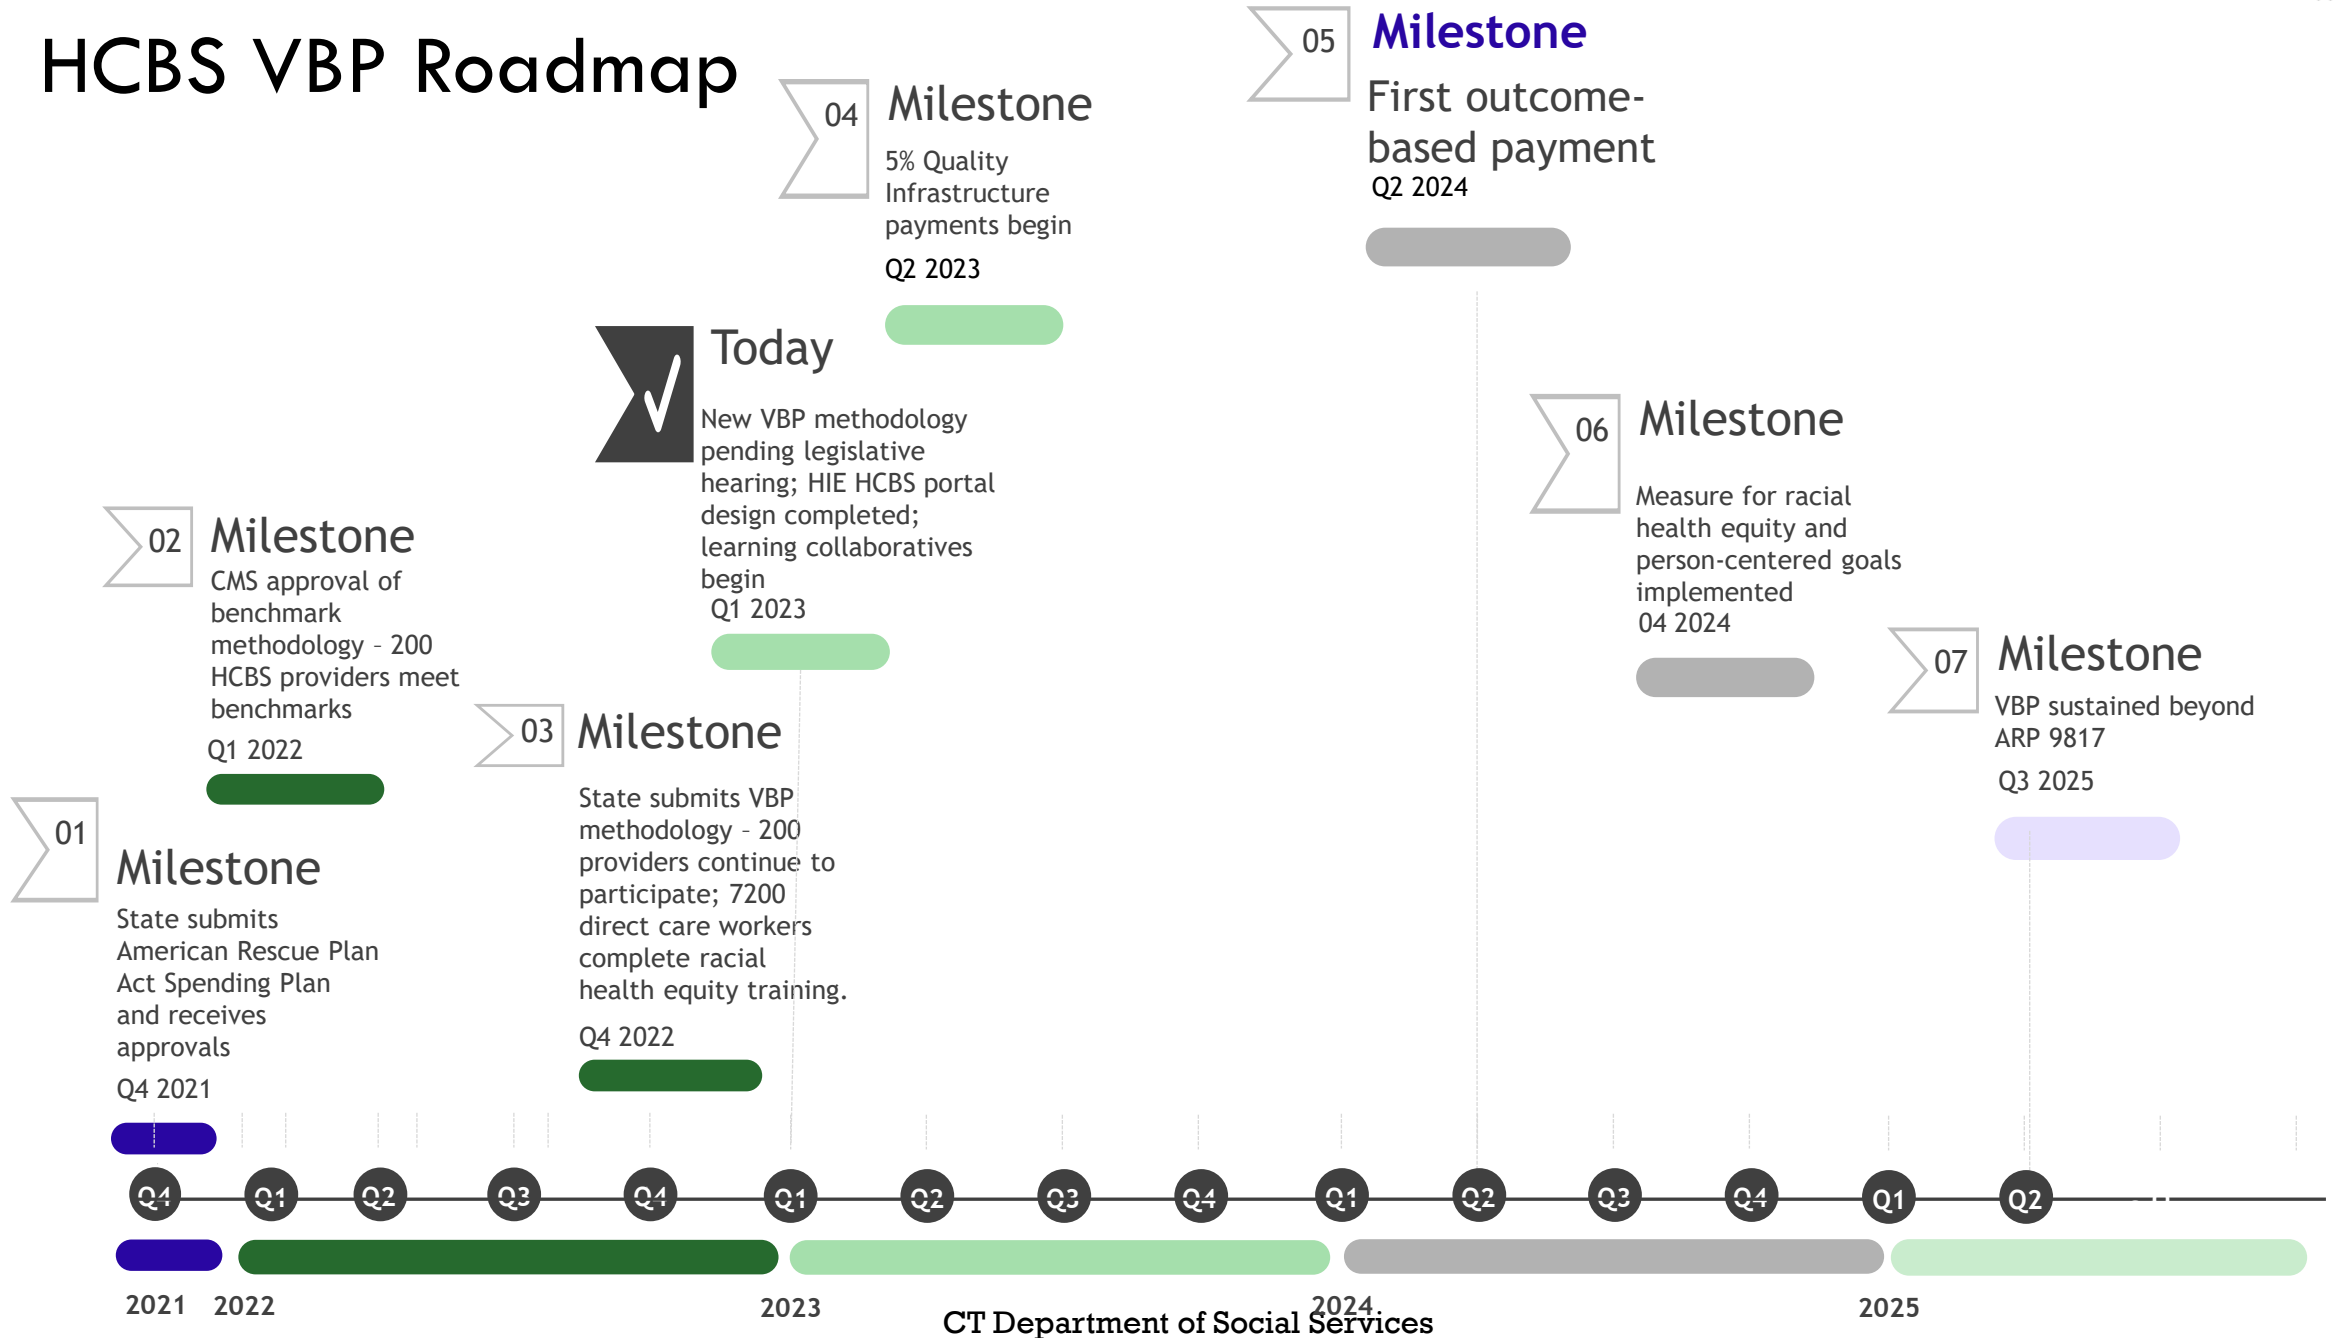 HCBS VBP Roadmap
01
Milestone
State submits
American Rescue Plan
Act Spending Plan
and receives
approvals
Q4 2021
02
Milestone
CMS approval of
benchmark
methodology – 200
HCBS providers meet
benchmarks
Q1 2022
03
Milestone
State submits VBP
methodology – 200
providers continue to
participate; 7200
direct care workers
complete racial
health equity training.
Q4 2022
Today
New VBP methodology
pending legislative
hearing; HIE HCBS portal
design completed;
learning collaboratives
begin
Q1 2023
04
Milestone
5% Quality
Infrastructure
payments begin
Q2 2023
05
Milestone
First outcome-
based payment
Q2 2024
06
Milestone
Measure for racial
health equity and
person-centered goals
implemented
04 2024
07
Milestone
VBP sustained beyond
ARP 9817
Q3 2025
Q4 Q1 Q2 Q3 Q4 Q1 Q2 Q3 Q4 Q1 Q2 Q3 Q4 Q1 Q2
2021 2022 2023 2024 2025
CT Department of Social Services